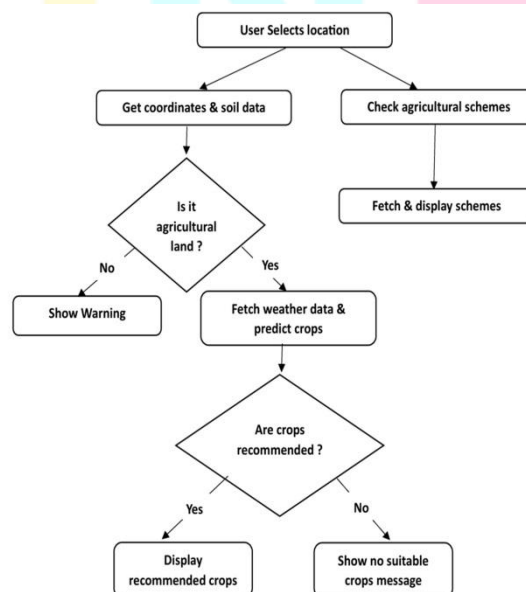 User Selects location
Get coordinates & soil data
Check agricultural schemes
Is it
agricultural
land ?
Fetch & display schemes
No
Yes
Show Warning
Fetch weather data &
predict crops
Are crops
recommended ?
Yes
No
Display
recommended crops
Show no suitable
crops message